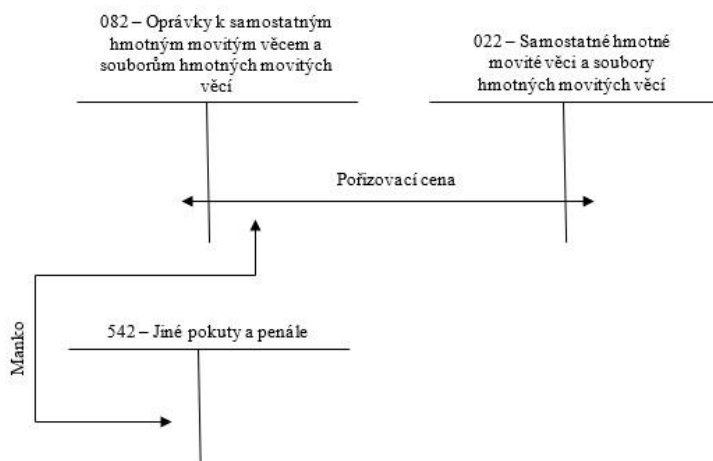 082 – Oprávky k samostatným
hmotným movitým věcem a
souborům hmotných movitých
věcí
022 – Samostatné hmotné
movité věci a soubory
hmotných movitých věcí
Pořizovací cena
Manko
542 – Jiné pokuty a penále